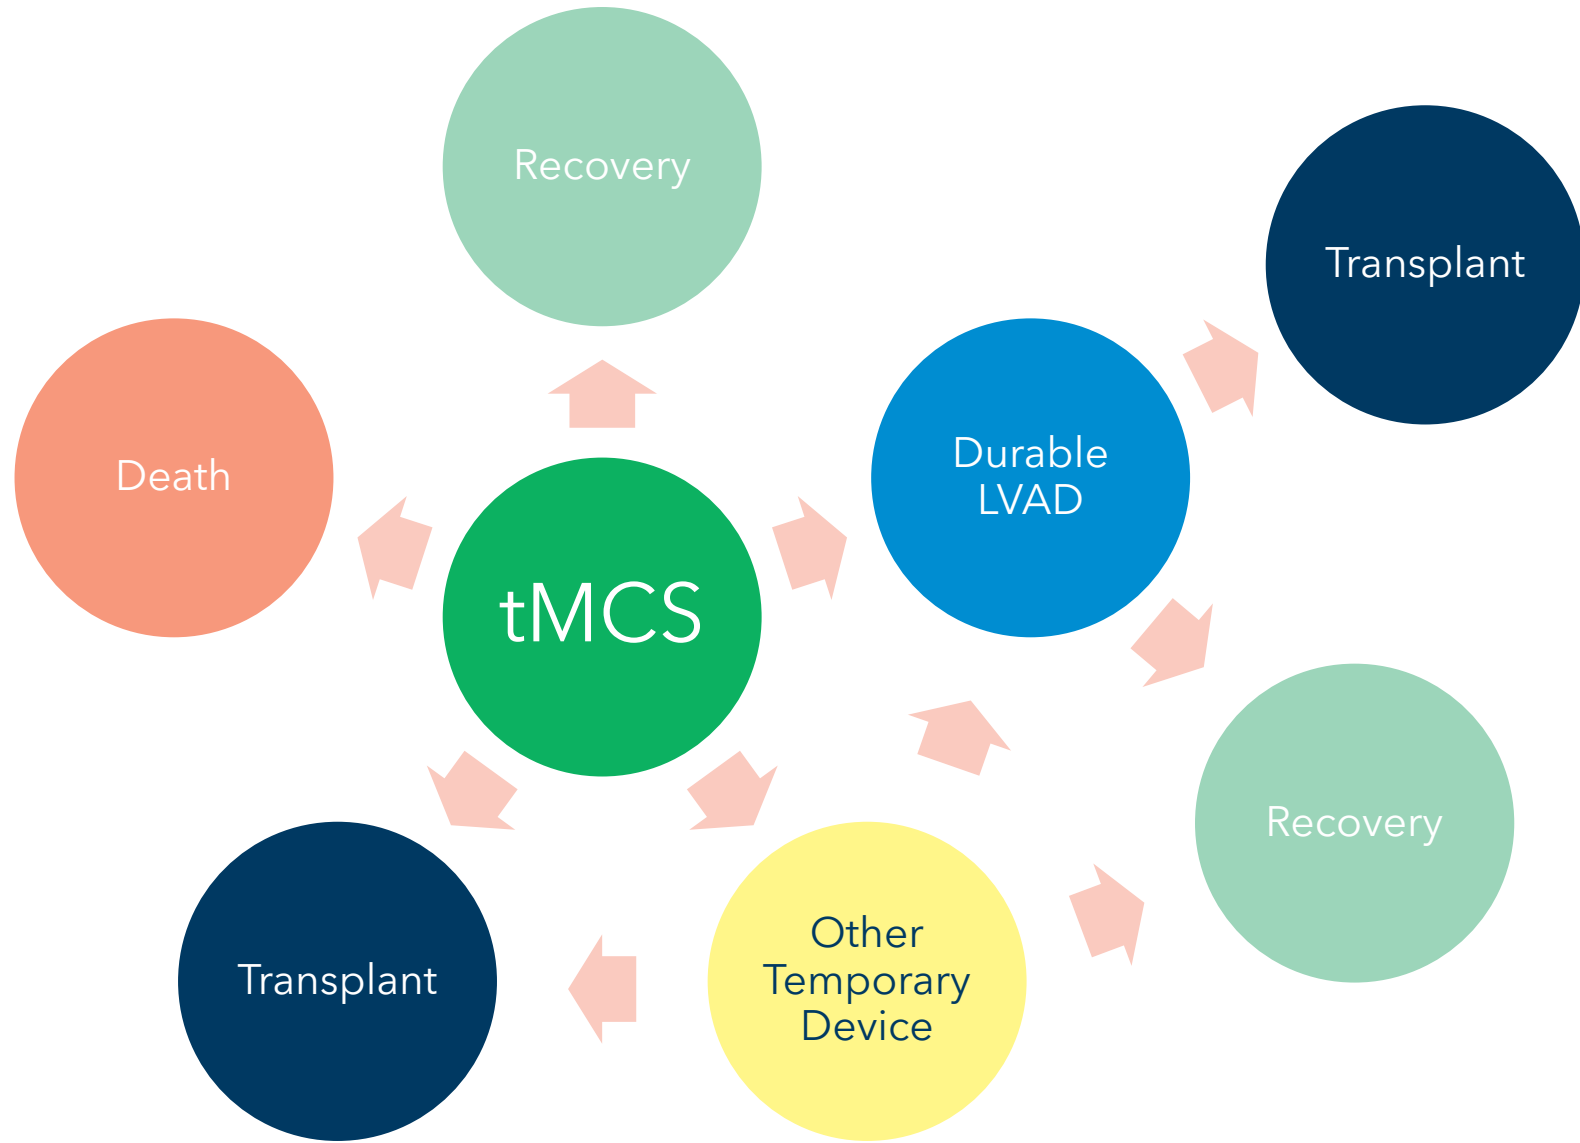 Recovery
Transplant
Death
Durable
LVAD
tMCS
Recovery
Transplant
Other
Temporary
Device